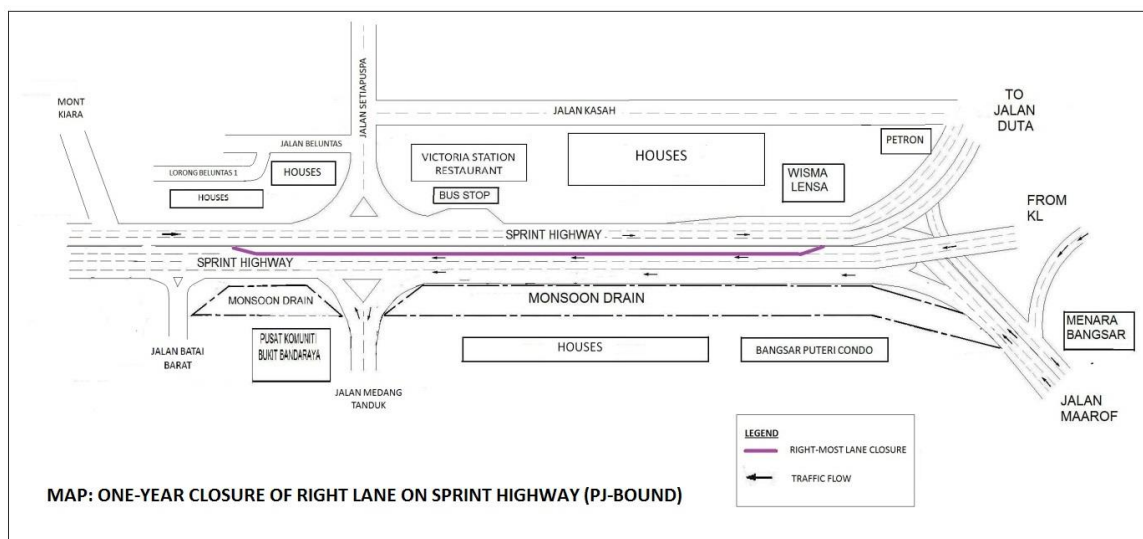 MONT
KIARA
JALAN SETIAPUSPA
JALAN KASAH
TO
JALAN
DUTA
JALAN BELUNTAS
LORONG BELUNTAS 1
HOUSES
HOUSES
VICTORIA STATION
RESTAURANT
BUS STOP
HOUSES
PETRON
WISMA
LENSA
FROM
KL
SPRINT HIGHWAY
SPRINT HIGHWAY
MONSOON DRAIN
MONSOON DRAIN
PUSAT KOMUNITI
BUKIT BANDARAYA
HOUSES
BANGSAR PUTERI CONDO
MENARA
BANGSAR
JALAN BATAI
BARAT
JALAN MEDANG
TANDUK
JALAN
MAAROF
LEGEND
RIGHT-MOST LANE CLOSURE
TRAFFIC FLOW
MAP: ONE-YEAR CLOSURE OF RIGHT LANE ON SPRINT HIGHWAY (PJ-BOUND)